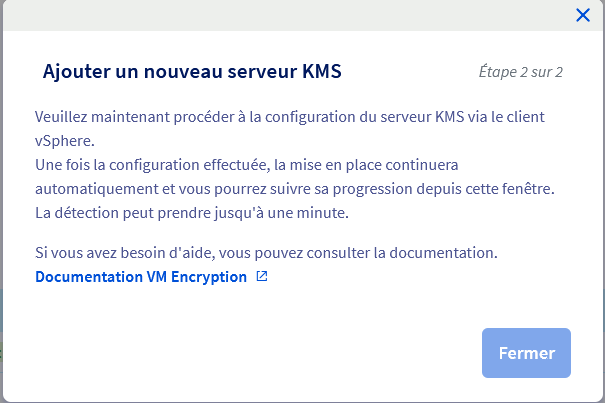 Ajouter un nouveau serveur KMS
Étape 2 sur 2
Veuillez maintenant procéder à la configuration du serveur KMS via le client
vSphere.
Une fois la configuration effectuée, la mise en place continuera
automatiquement et vous pourrez suivre sa progression depuis cette fenêtre.
La détection peut prendre jusqu'à une minute.
Si vous avez besoin d'aide, vous pouvez consulter la documentation.
Documentation VM Encryption
Fermer